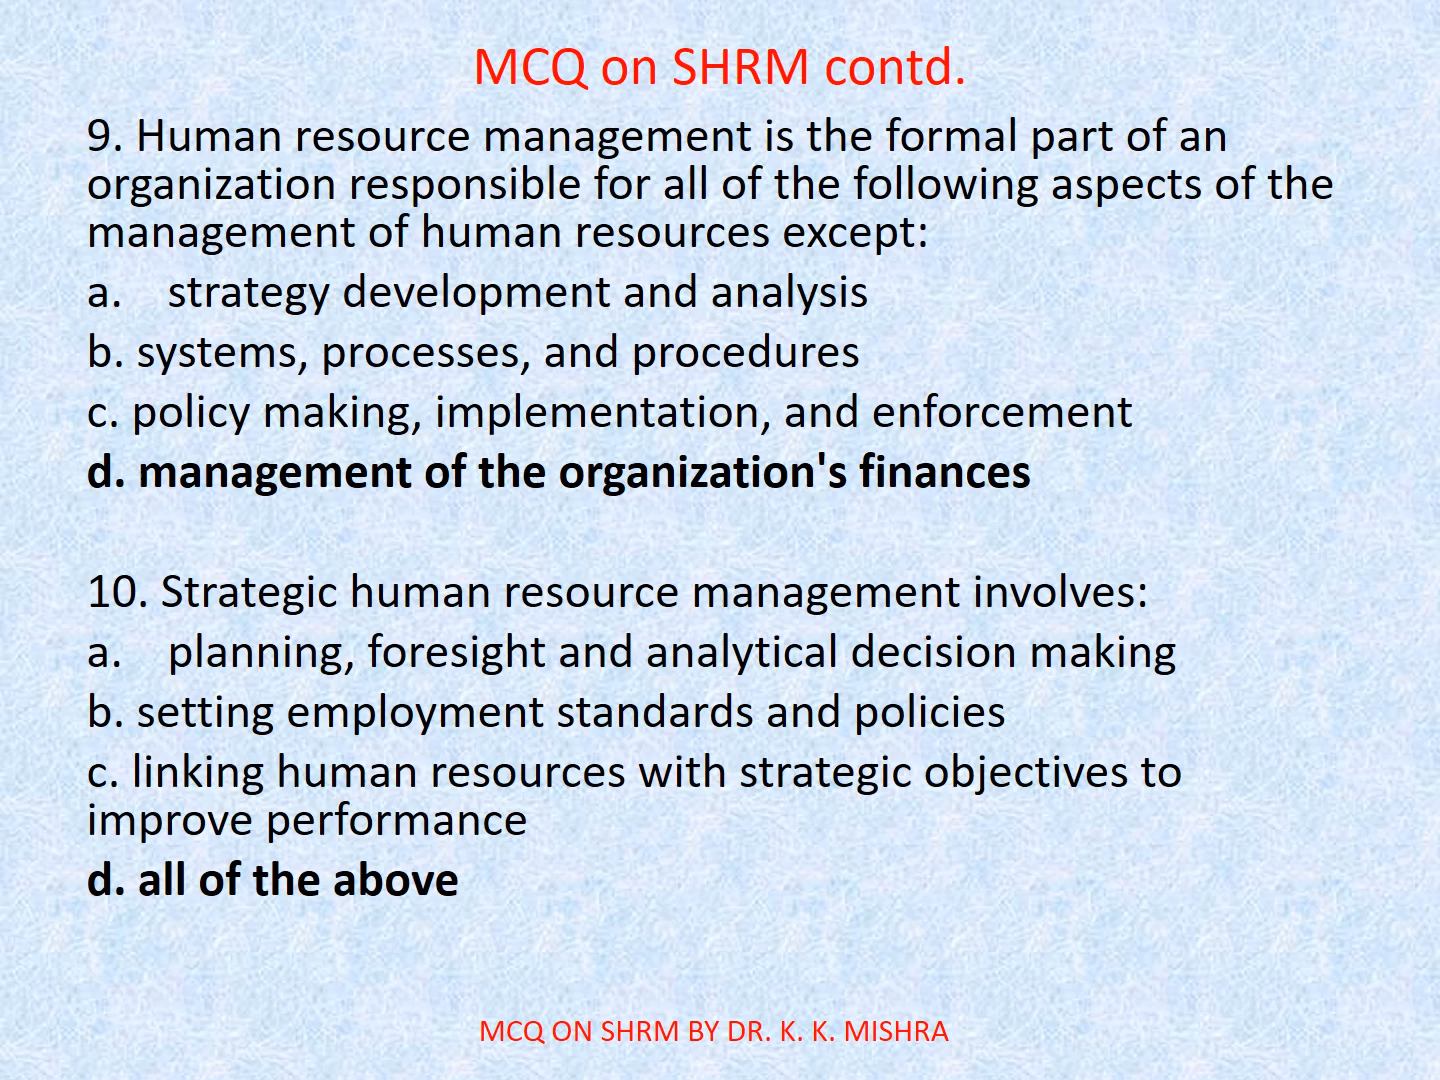 MCQ on SHRM contd.
9. Human resource management is the formal part of an
organization responsible for all of the following aspects of the
management of human resources except:
a. strategy development and analysis
b. systems, processes, and procedures
c. policy making, implementation, and enforcement
d. management of the organization's finances
10. Strategic human resource management involves:
a. planning, foresight and analytical decision making
b. setting employment standards and policies
c. linking human resources with strategic objectives to
improve performance
d. all of the above
MCQ ON SHRM BY DR. K. K. MISHRA